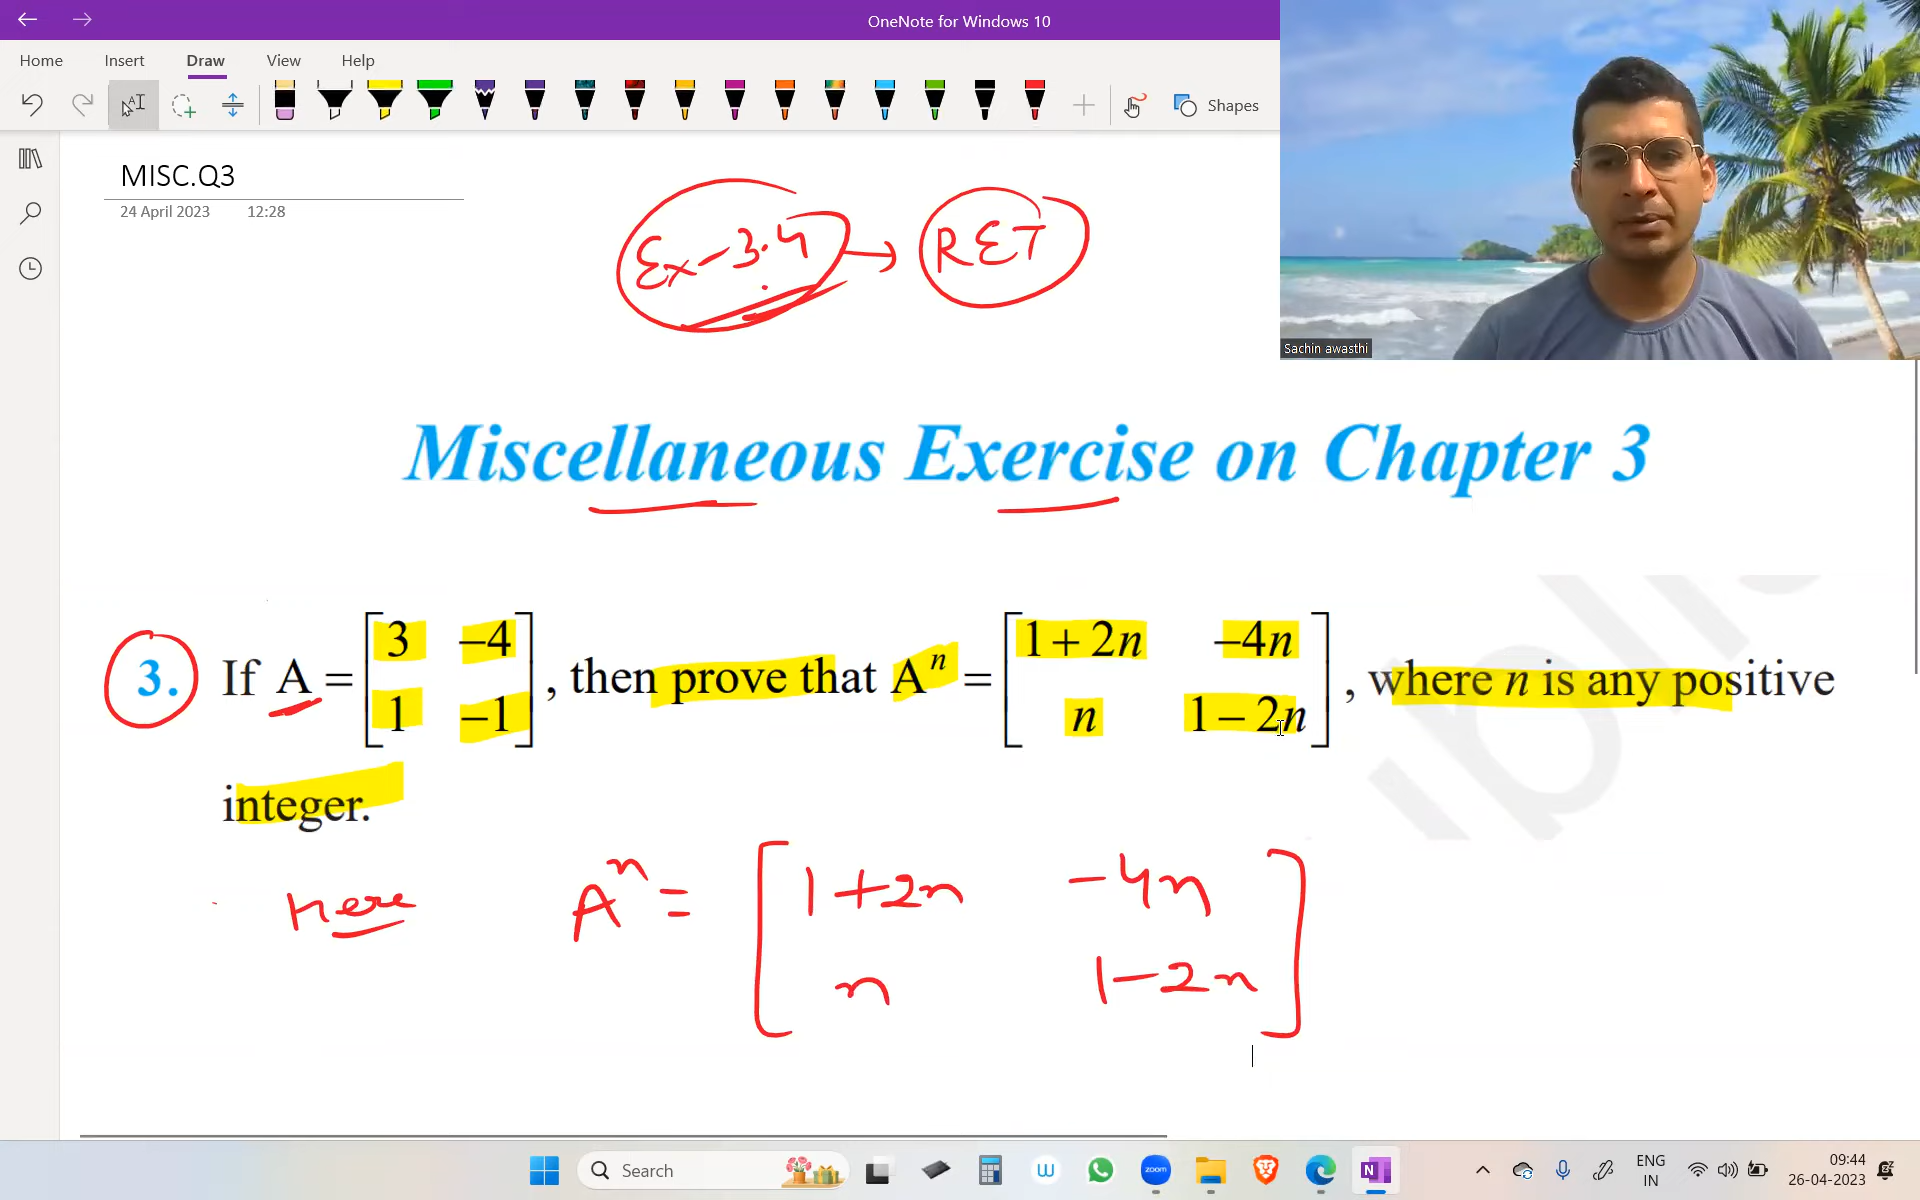 OneNote for Windows 10
Home Insert Draw View Help
Shapes
MISC.Q3
24 April 2023 12:28
Ex-3.4 → RET
Sachin awasthi
Miscellaneous Exercise on Chapter 3
3. If A = [3 −4; 1 −1], then prove that Aⁿ = [1+2n −4n; n 1−2n], where n is any positive
integer.
Here Aⁿ = [1+2n −4n; n 1−2n]
Search
zoom
N
ENG
IN
09:44
26-04-2023